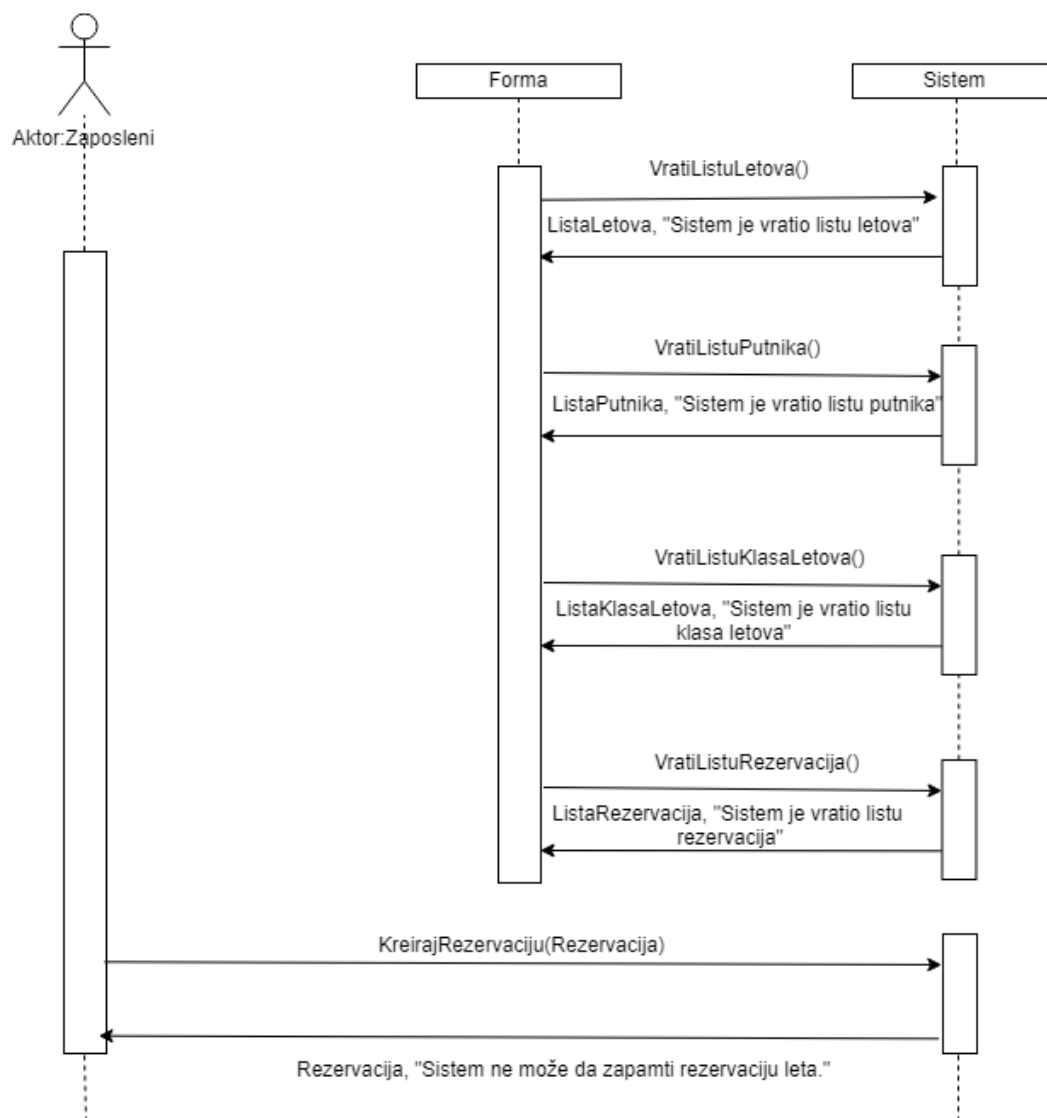 Forma
Sistem
Aktor:Zaposleni
VratiListuLetova()
ListaLetova, "Sistem je vratio listu letova"
VratiListuPutnika()
ListaPutnika, "Sistem je vratio listu putnika"
VratiListuKlasaLetova()
ListaKlasaLetova, "Sistem je vratio listu
klasa letova"
VratiListuRezervacija()
ListaRezervacija, "Sistem je vratio listu
rezervacija"
KreirajRezervaciju(Rezervacija)
Rezervacija, "Sistem ne može da zapamti rezervaciju leta."